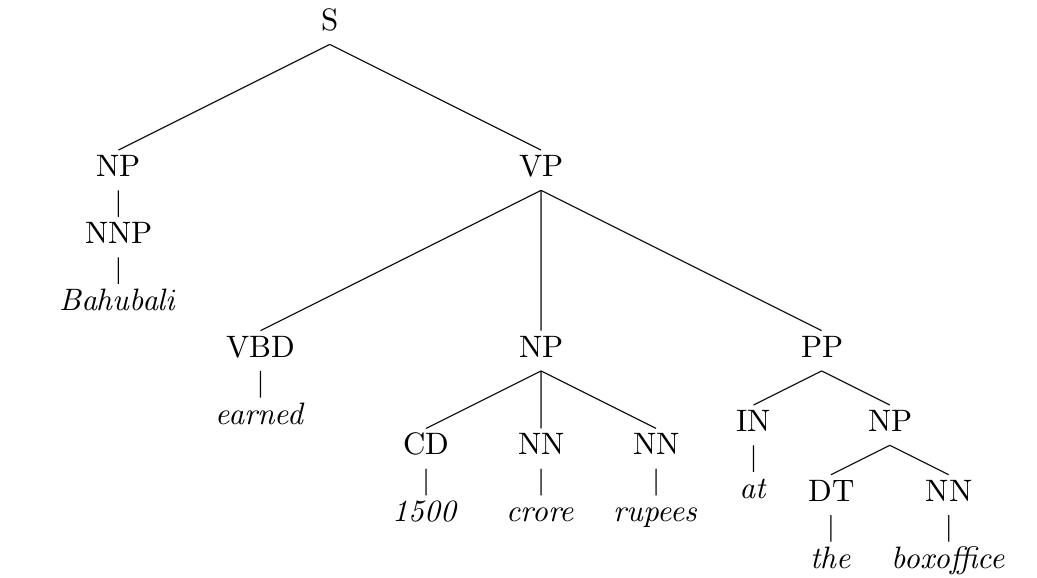 S
NP VP
NNP
Bahubali
VBD NP PP
earned
IN NP
CD NN NN
at DT NN
1500 crore rupees
the boxoffice